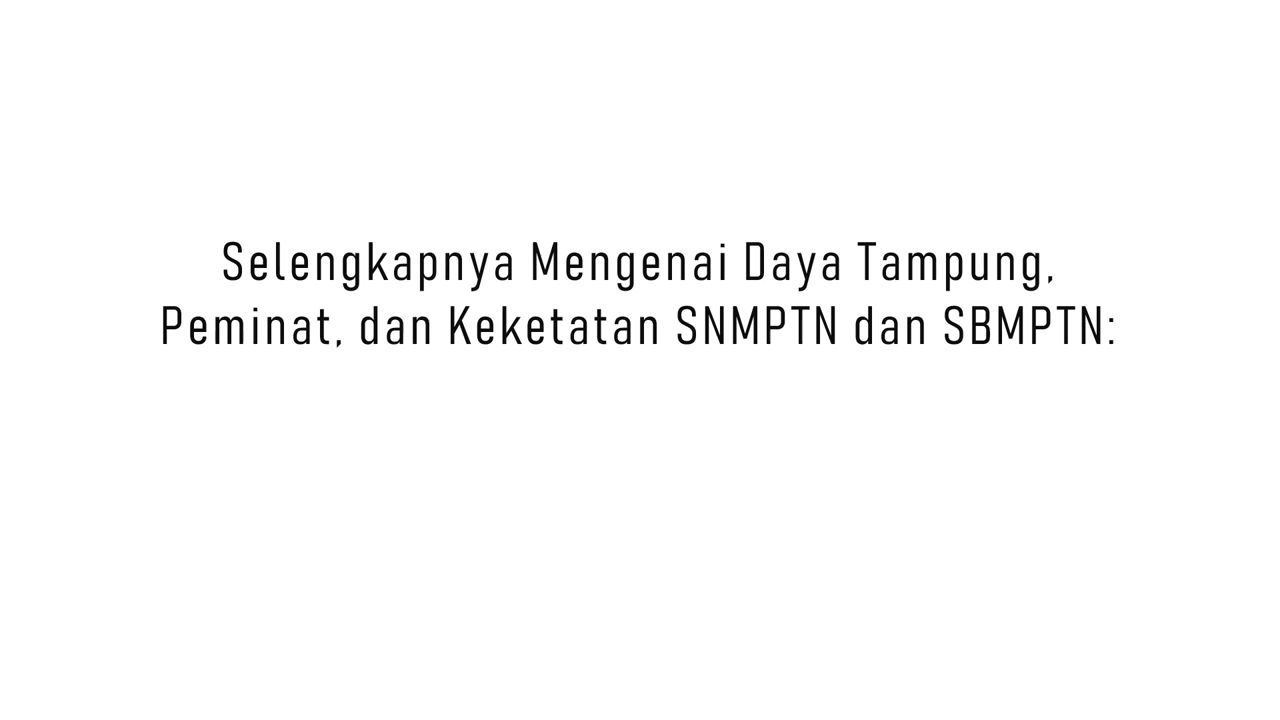 Selengkapnya Mengenai Daya Tampung,
Peminat, dan Keketatan SNMPTN dan SBMPTN: